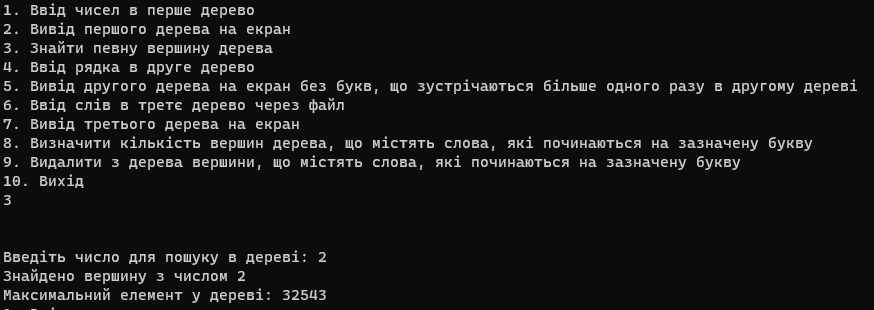 1. Ввід чисел в перше дерево
2. Вивід першого дерева на екран
3. Знайти певну вершину дерева
4. Ввід рядка в друге дерево
5. Вивід другого дерева на екран без букв, що зустрічаються більше одного разу в другому дереві
6. Ввід слів в третє дерево через файл
7. Вивід третього дерева на екран
8. Визначити кількість вершин дерева, що містять слова, які починаються на зазначену букву
9. Видалити з дерева вершини, що містять слова, які починаються на зазначену букву
10. Вихід
3
Введіть число для пошуку в дереві: 2
Знайдено вершину з числом 2
Максимальний елемент у дереві: 32543